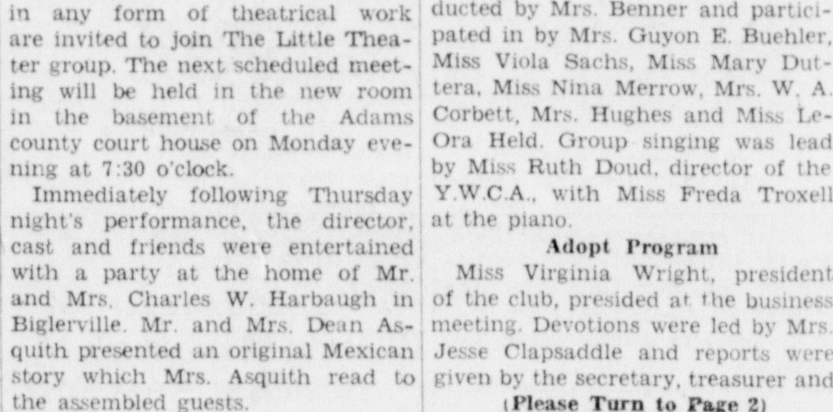 in any form of theatrical work
are invited to join The Little Thea-
ter group. The next scheduled meet-
ing will be held in the new room
in the basement of the Adams
county court house on Monday eve-
ning at 7:30 o'clock.
Immediately following Thursday
night's performance, the director,
cast and friends were entertained
with a party at the home of Mr.
and Mrs. Charles W. Harbaugh in
Biglerville. Mr. and Mrs. Dean As-
quith presented an original Mexican
story which Mrs. Asquith read to
the assembled guests.
ducted by Mrs. Benner and partici-
pated in by Mrs. Guyon E. Buehler,
Miss Viola Sachs, Miss Mary Dut-
tera, Miss Nina Merrow, Mrs. W. A.
Corbett, Mrs. Hughes and Miss Le-
Ora Held. Group singing was lead
by Miss Ruth Doud, director of the
Y.W.C.A., with Miss Freda Troxell
at the piano.
Adopt Program
Miss Virginia Wright, president
of the club, presided at the business
meeting. Devotions were led by Mrs.
Jesse Clapsaddle and reports were
given by the secretary, treasurer and
(Please Turn to Page 2)